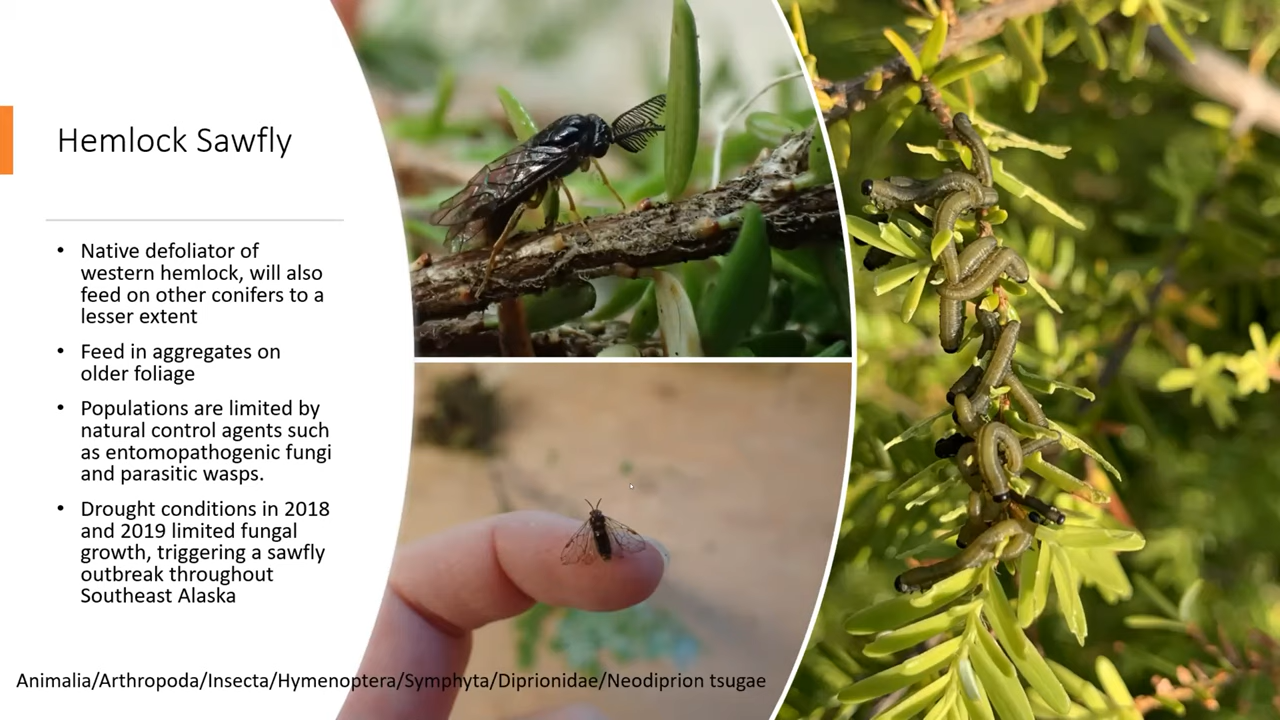 Hemlock Sawfly
• Native defoliator of
western hemlock, will also
feed on other conifers to a
lesser extent
• Feed in aggregates on
older foliage
• Populations are limited by
natural control agents such
as entomopathogenic fungi
and parasitic wasps.
• Drought conditions in 2018
and 2019 limited fungal
growth, triggering a sawfly
outbreak throughout
Southeast Alaska
Animalia/Arthropoda/Insecta/Hymenoptera/Symphyta/Diprionidae/Neodiprion tsugae